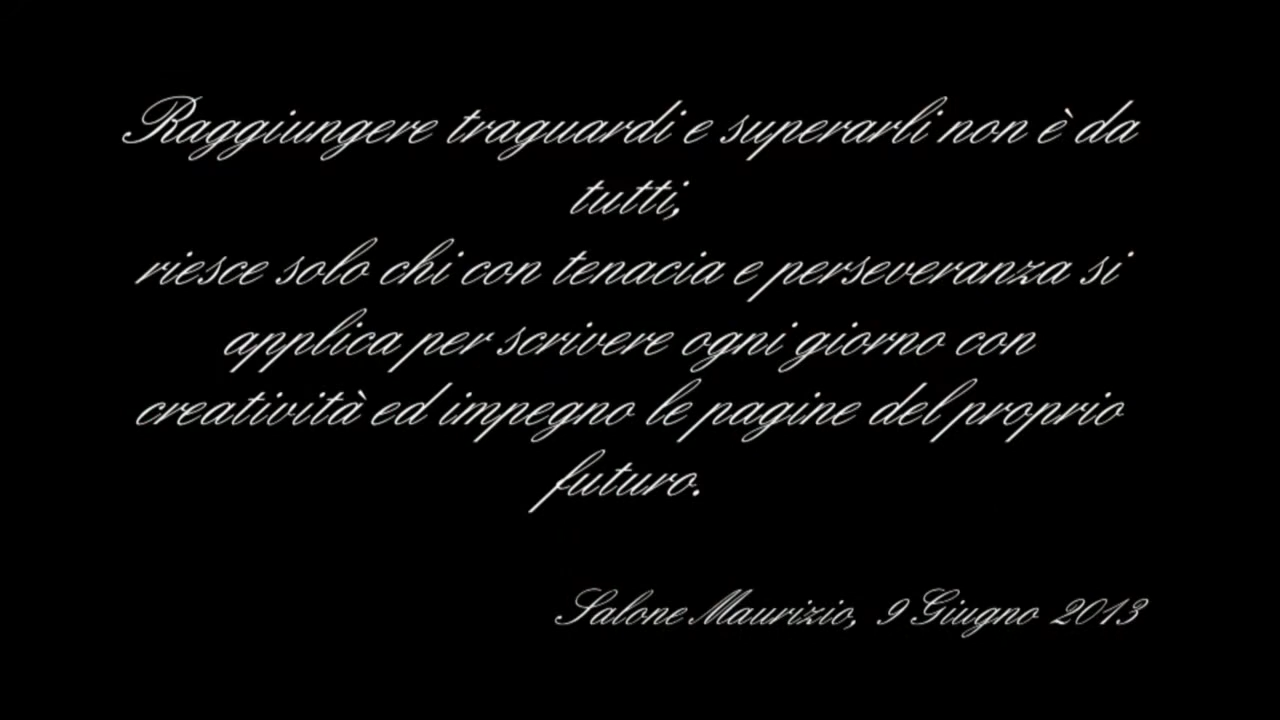 Raggiungere traguardi e superarli non è da
tutti,
riesce solo chi con tenacia e perseveranza si
applica per scrivere ogni giorno con
creatività ed impegno le pagine del proprio
futuro.
Salone Maurizio, 9 Giugno 2013